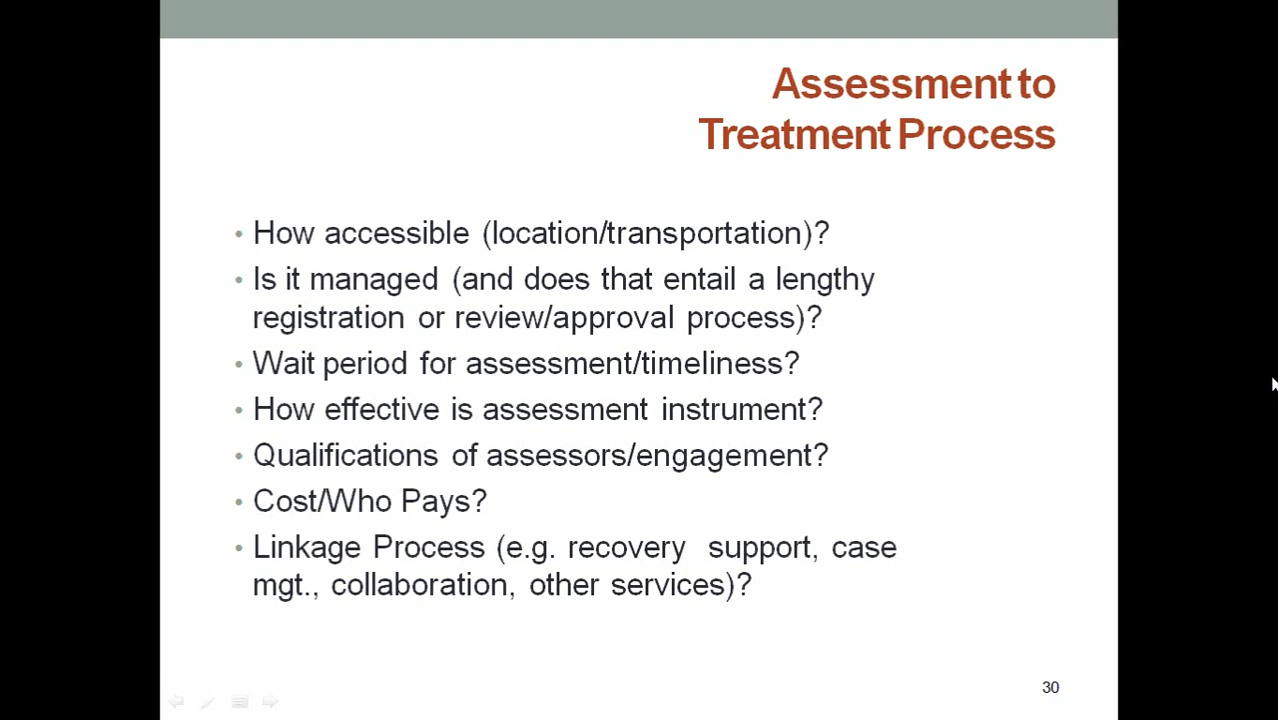 Assessment to
Treatment Process
• How accessible (location/transportation)?
• Is it managed (and does that entail a lengthy
registration or review/approval process)?
• Wait period for assessment/timeliness?
• How effective is assessment instrument?
• Qualifications of assessors/engagement?
• Cost/Who Pays?
• Linkage Process (e.g. recovery support, case
mgt., collaboration, other services)?
30